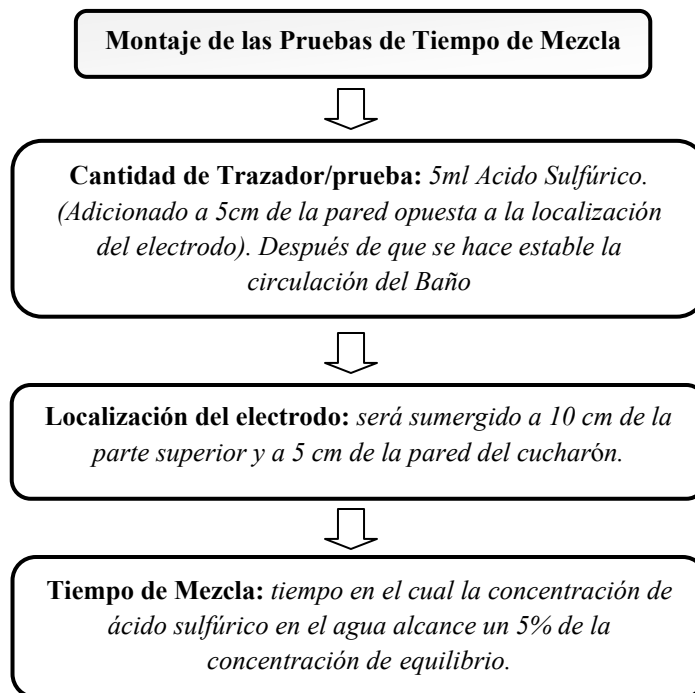 Montaje de las Pruebas de Tiempo de Mezcla
Cantidad de Trazador/prueba: 5ml Acido Sulfúrico.
(Adicionado a 5cm de la pared opuesta a la localización
del electrodo). Después de que se hace estable la
circulación del Baño
Localización del electrodo: será sumergido a 10 cm de la
parte superior y a 5 cm de la pared del cucharón.
Tiempo de Mezcla: tiempo en el cual la concentración de
ácido sulfúrico en el agua alcance un 5% de la
concentración de equilibrio.